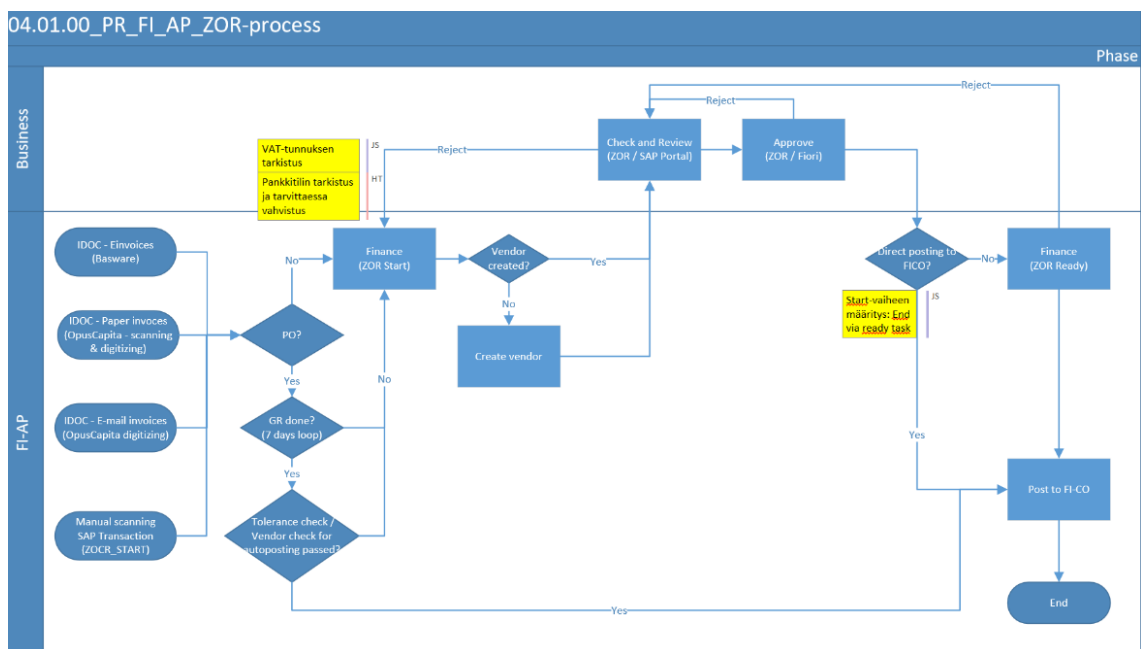 04.01.00_PR_FI_AP_ZOR-process
Phase
Business
Reject
Reject
Reject
VAT-tunnuksen
tarkistus
JS
Pankkitilin tarkistus
ja tarvittaessa
vahvistus
HT
Check and Review
(ZOR / SAP Portal)
Approve
(ZOR / Fiori)
FI-AP
IDOC - Einvoices
(Basware)
IDOC - Paper invoces
(OpusCapita - scanning
& digitizing)
IDOC - E-mail invoices
(OpusCapita digitizing)
Manual scanning
SAP Transaction
(ZOCR_START)
PO?
No
Yes
GR done?
(7 days loop)
No
Yes
Tolerance check /
Vendor check for
autoposting passed?
Yes
Finance
(ZOR Start)
Vendor
created?
Yes
No
Create vendor
Direct posting to
FICO?
No
Finance
(ZOR Ready)
Start-vaiheen
määritys: End
via ready task
JS
Yes
Post to FI-CO
End